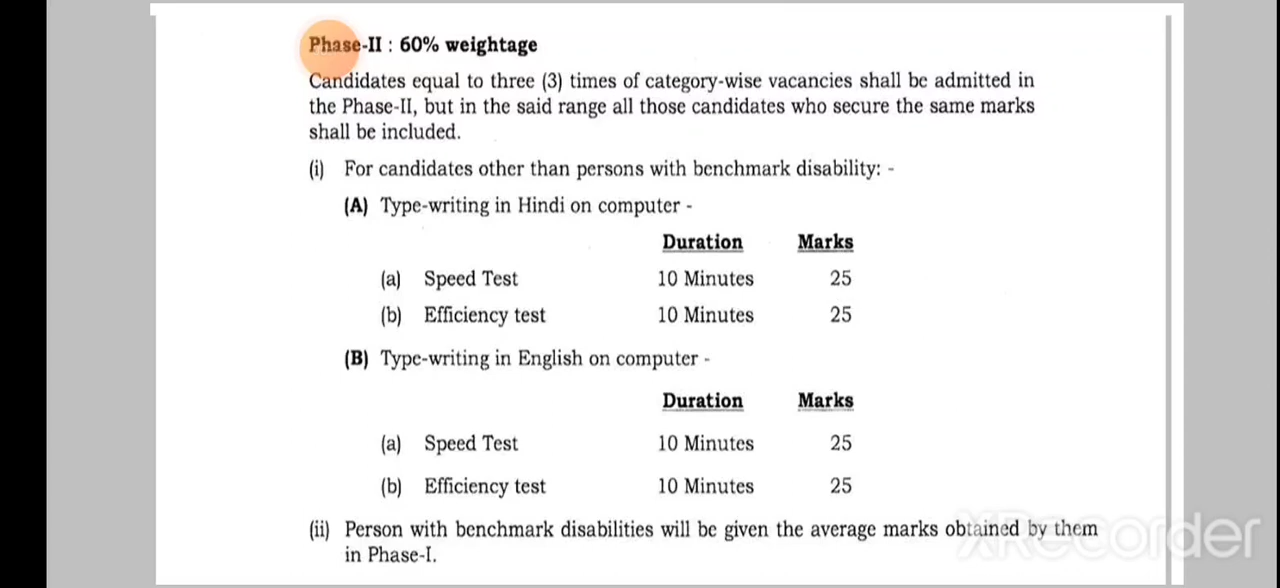 Phase-II : 60% weightage
Candidates equal to three (3) times of category-wise vacancies shall be admitted in
the Phase-II, but in the said range all those candidates who secure the same marks
shall be included.
(i) For candidates other than persons with benchmark disability: -
(A) Type-writing in Hindi on computer -
Duration Marks
(a) Speed Test 10 Minutes 25
(b) Efficiency test 10 Minutes 25
(B) Type-writing in English on computer -
Duration Marks
(a) Speed Test 10 Minutes 25
(b) Efficiency test 10 Minutes 25
(ii) Person with benchmark disabilities will be given the average marks obtained by them
in Phase-I.
XRecorder